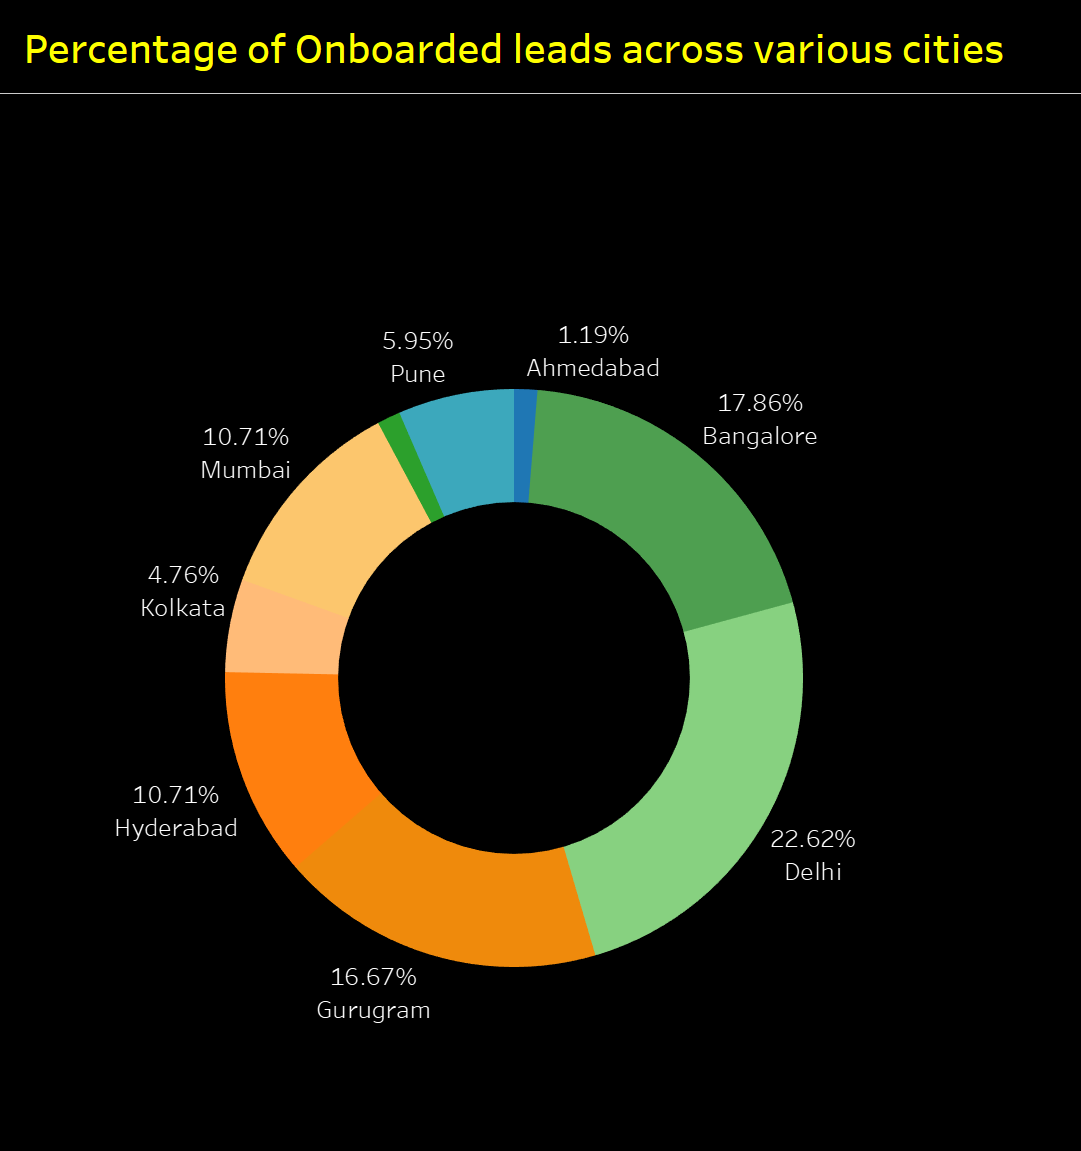 Percentage of Onboarded leads across various cities
5.95%
Pune
1.19%
Ahmedabad
17.86%
Bangalore
10.71%
Mumbai
4.76%
Kolkata
10.71%
Hyderabad
22.62%
Delhi
16.67%
Gurugram